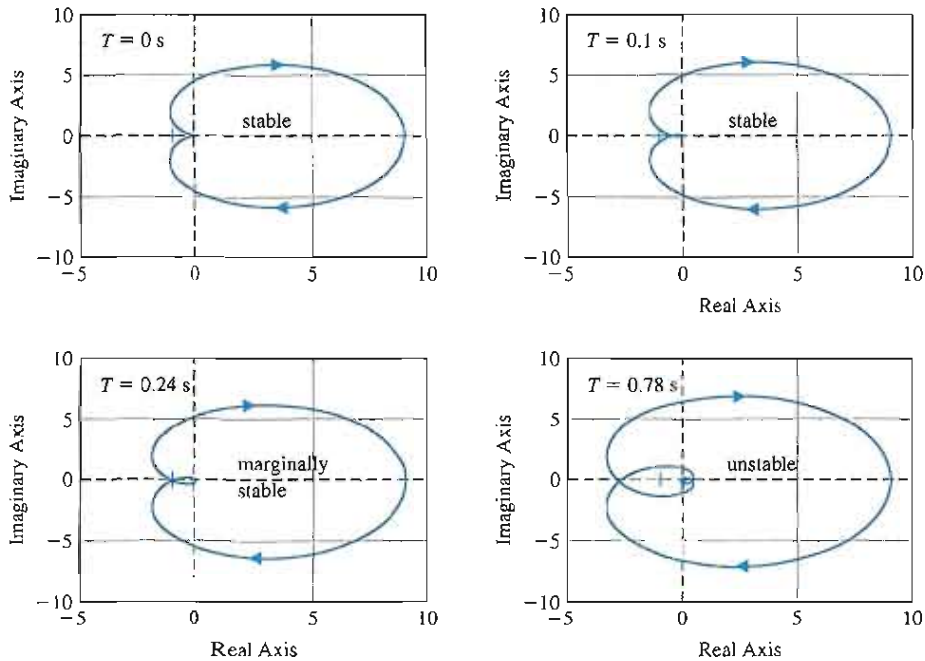 10
T = 0 s
5
stable
0
−5
−10
−5
0
5
10
Imaginary Axis
10
T = 0.1 s
5
stable
0
−5
−10
−5
0
5
10
Imaginary Axis
Real Axis
10
T = 0.24 s
5
marginally
stable
0
−5
−10
−5
0
5
10
Imaginary Axis
Real Axis
10
T = 0.78 s
5
unstable
0
−5
−10
−5
0
5
10
Imaginary Axis
Real Axis